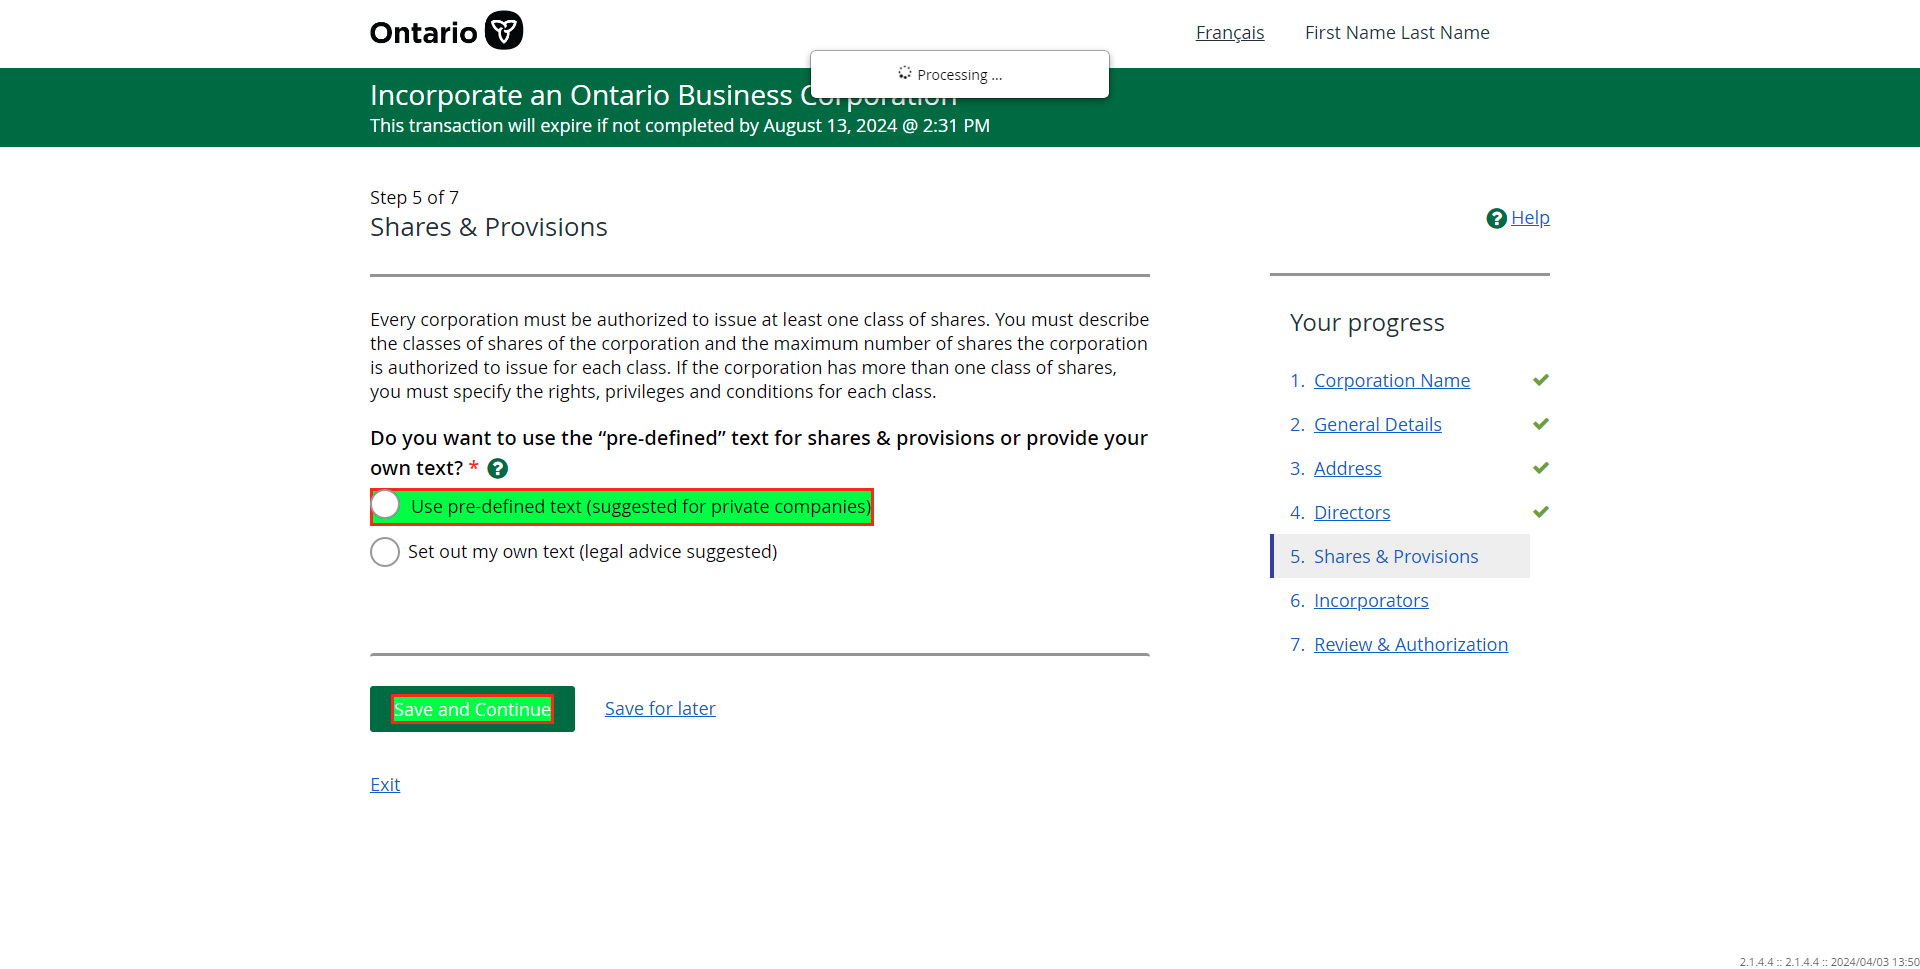 Ontario
Français
First Name Last Name
Processing ...
Incorporate an Ontario Business Corporation
This transaction will expire if not completed by August 13, 2024 @ 2:31 PM
Step 5 of 7
Shares & Provisions
? Help
Every corporation must be authorized to issue at least one class of shares. You must describe
the classes of shares of the corporation and the maximum number of shares the corporation
is authorized to issue for each class. If the corporation has more than one class of shares,
you must specify the rights, privileges and conditions for each class.
Do you want to use the “pre-defined” text for shares & provisions or provide your
own text? * ?
Use pre-defined text (suggested for private companies)
Set out my own text (legal advice suggested)
Save and Continue
Save for later
Exit
Your progress
1. Corporation Name
2. General Details
3. Address
4. Directors
5. Shares & Provisions
6. Incorporators
7. Review & Authorization
2.1.4.4 :: 2.1.4.4 :: 2024/04/03 13:50